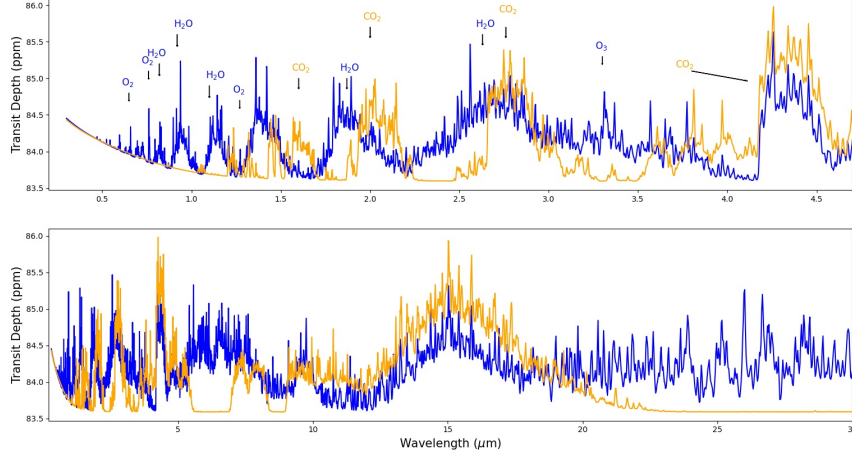 86.0
85.5
85.0
84.5
84.0
83.5
Transit Depth (ppm)
O₂
O₂
H₂O
H₂O
H₂O
O₂
CO₂
H₂O
CO₂
H₂O
CO₂
O₃
CO₂
0.5 1.0 1.5 2.0 2.5 3.0 3.5 4.0 4.5
86.0
85.5
85.0
84.5
84.0
83.5
Transit Depth (ppm)
5 10 15 20 25 30
Wavelength (μm)